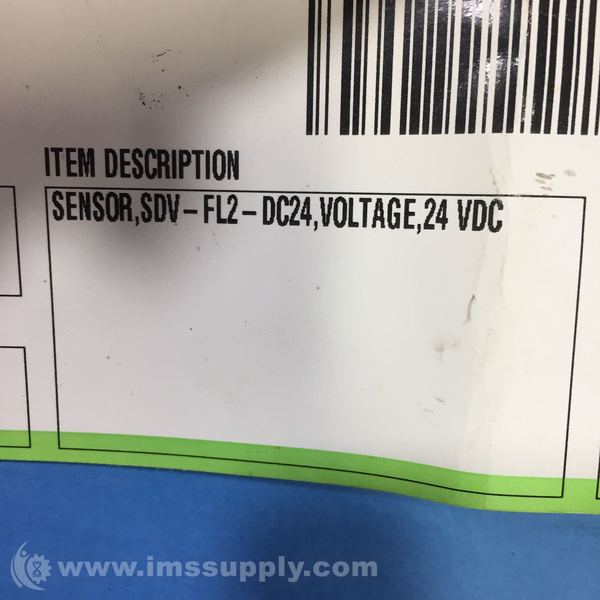 ITEM DESCRIPTION
SENSOR,SDV-FL2-DC24,VOLTAGE,24 VDC
www.imssupply.com